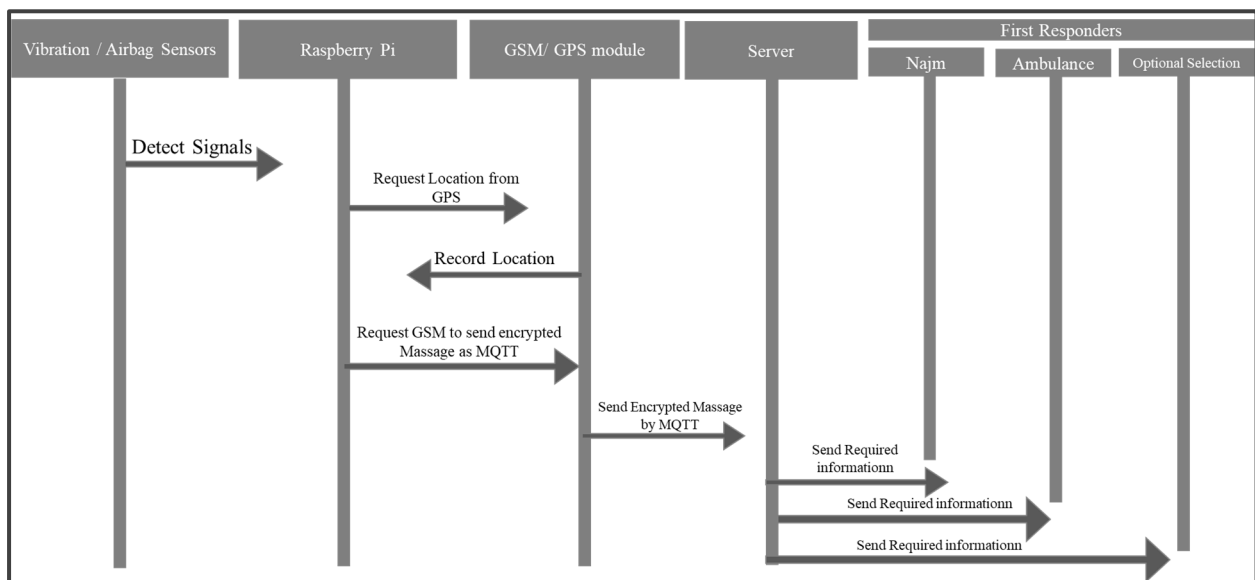 Vibration / Airbag Sensors
Raspberry Pi
GSM/ GPS module
Server
First Responders
Najm
Ambulance
Optional Selection
Detect Signals
Request Location from
GPS
Record Location
Request GSM to send encrypted
Massage as MQTT
Send Encrypted Massage
by MQTT
Send Required
informationn
Send Required informationn
Send Required informationn